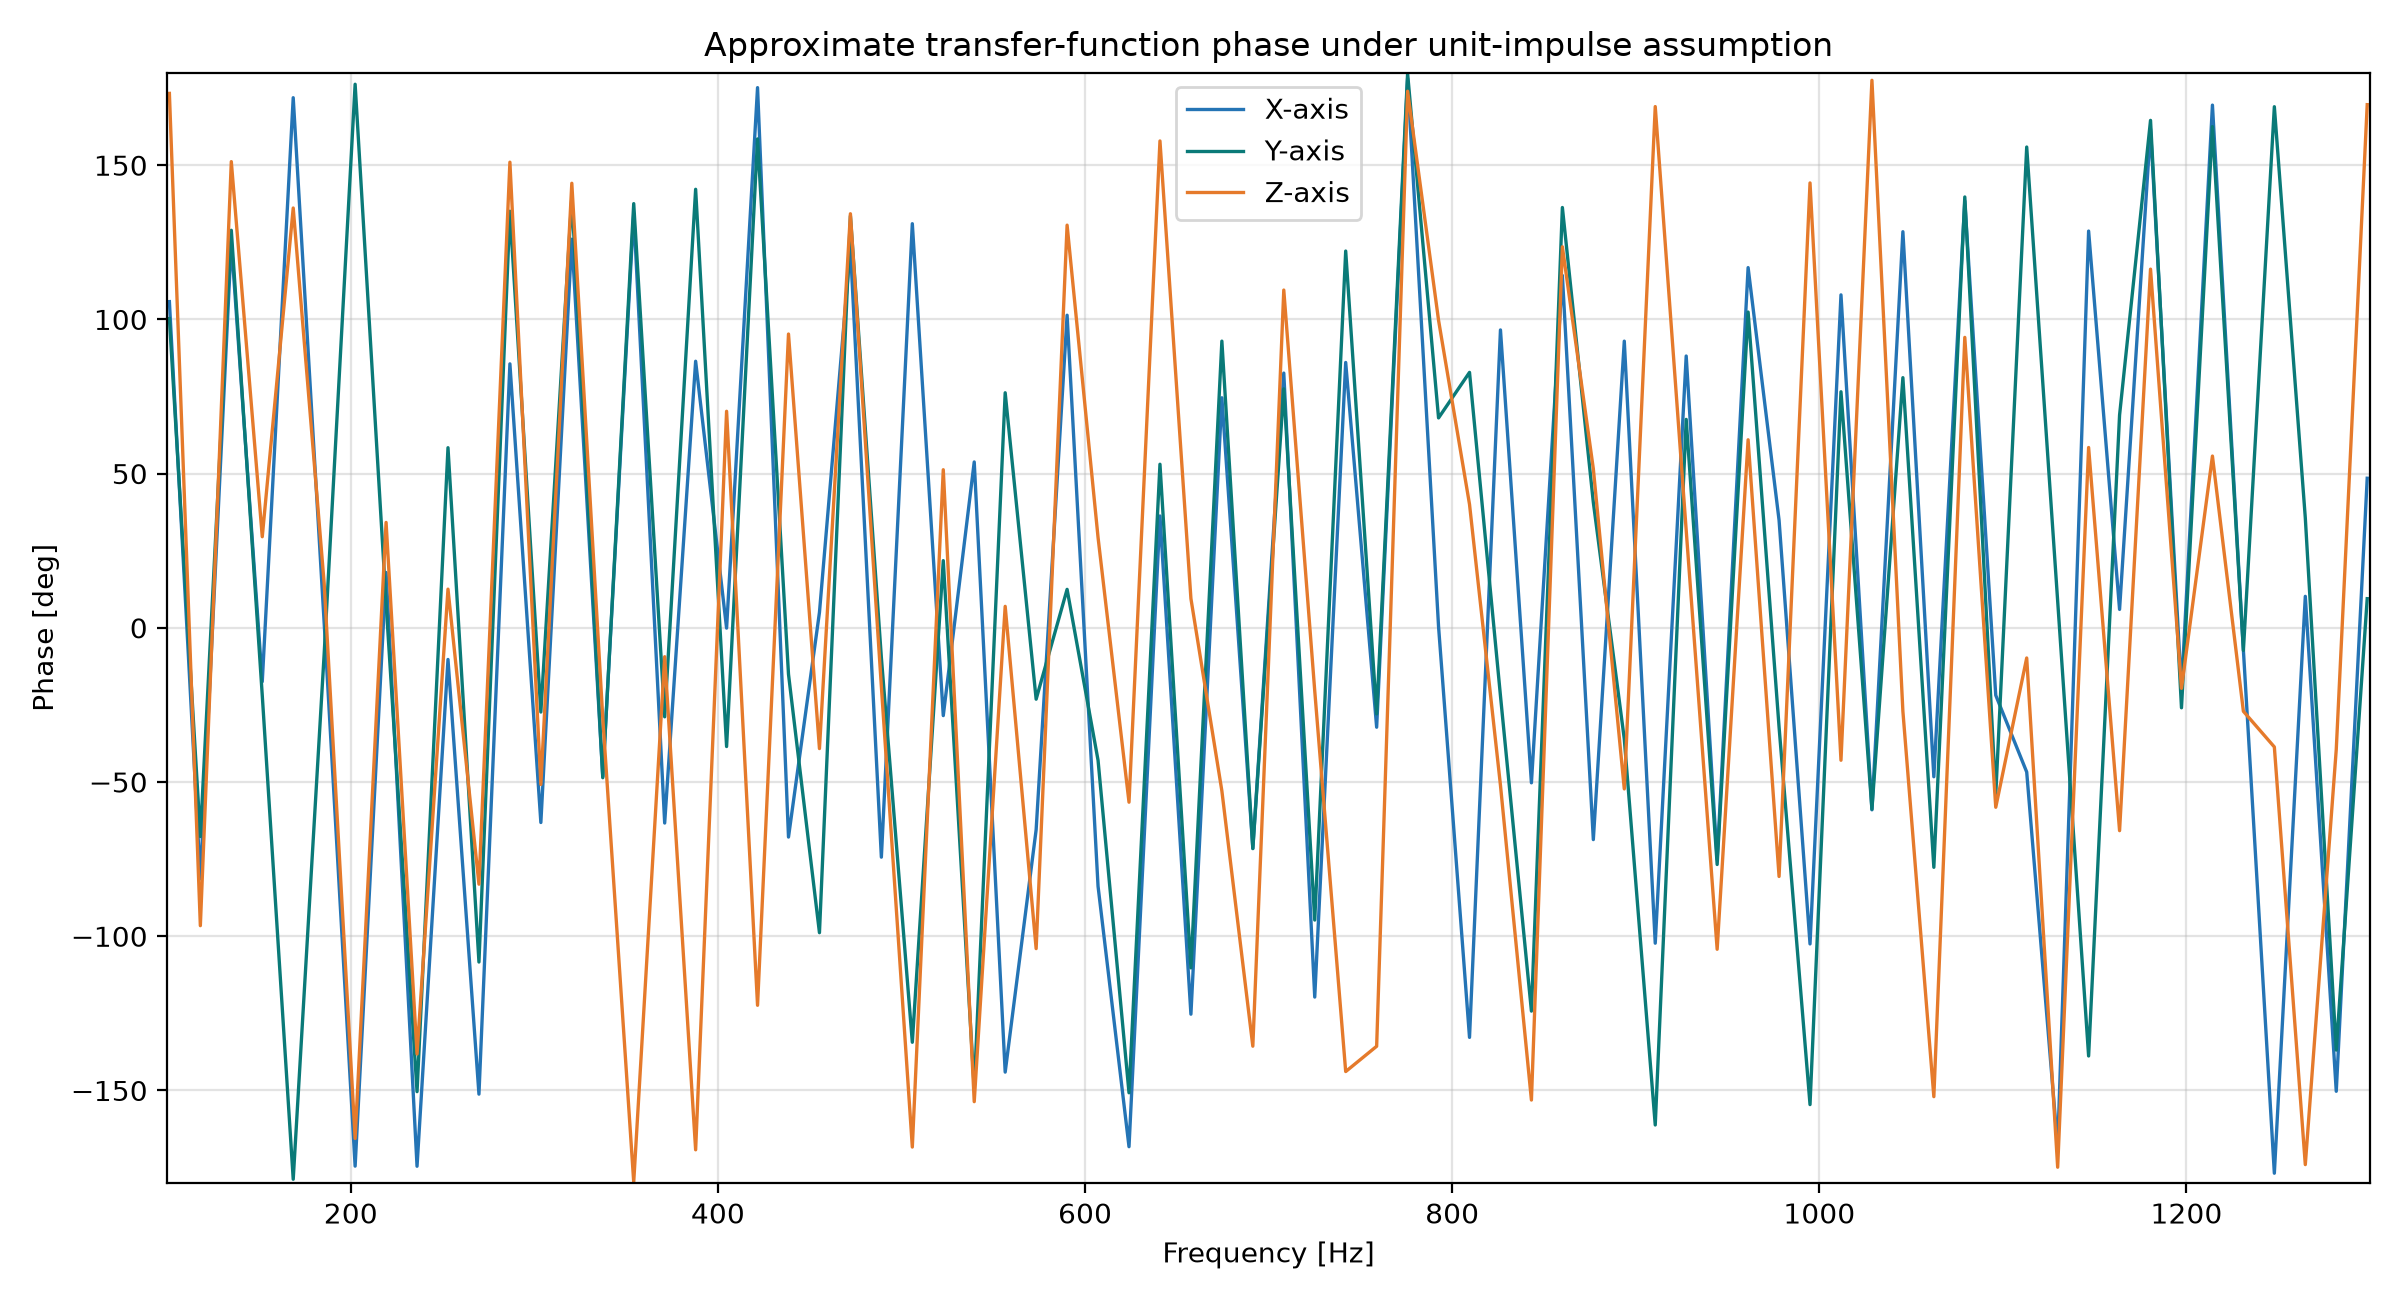 Approximate transfer-function phase under unit-impulse assumption
X-axis
Y-axis
Z-axis
150
100
50
0
−50
−100
−150
Phase [deg]
200 400 600 800 1000 1200
Frequency [Hz]